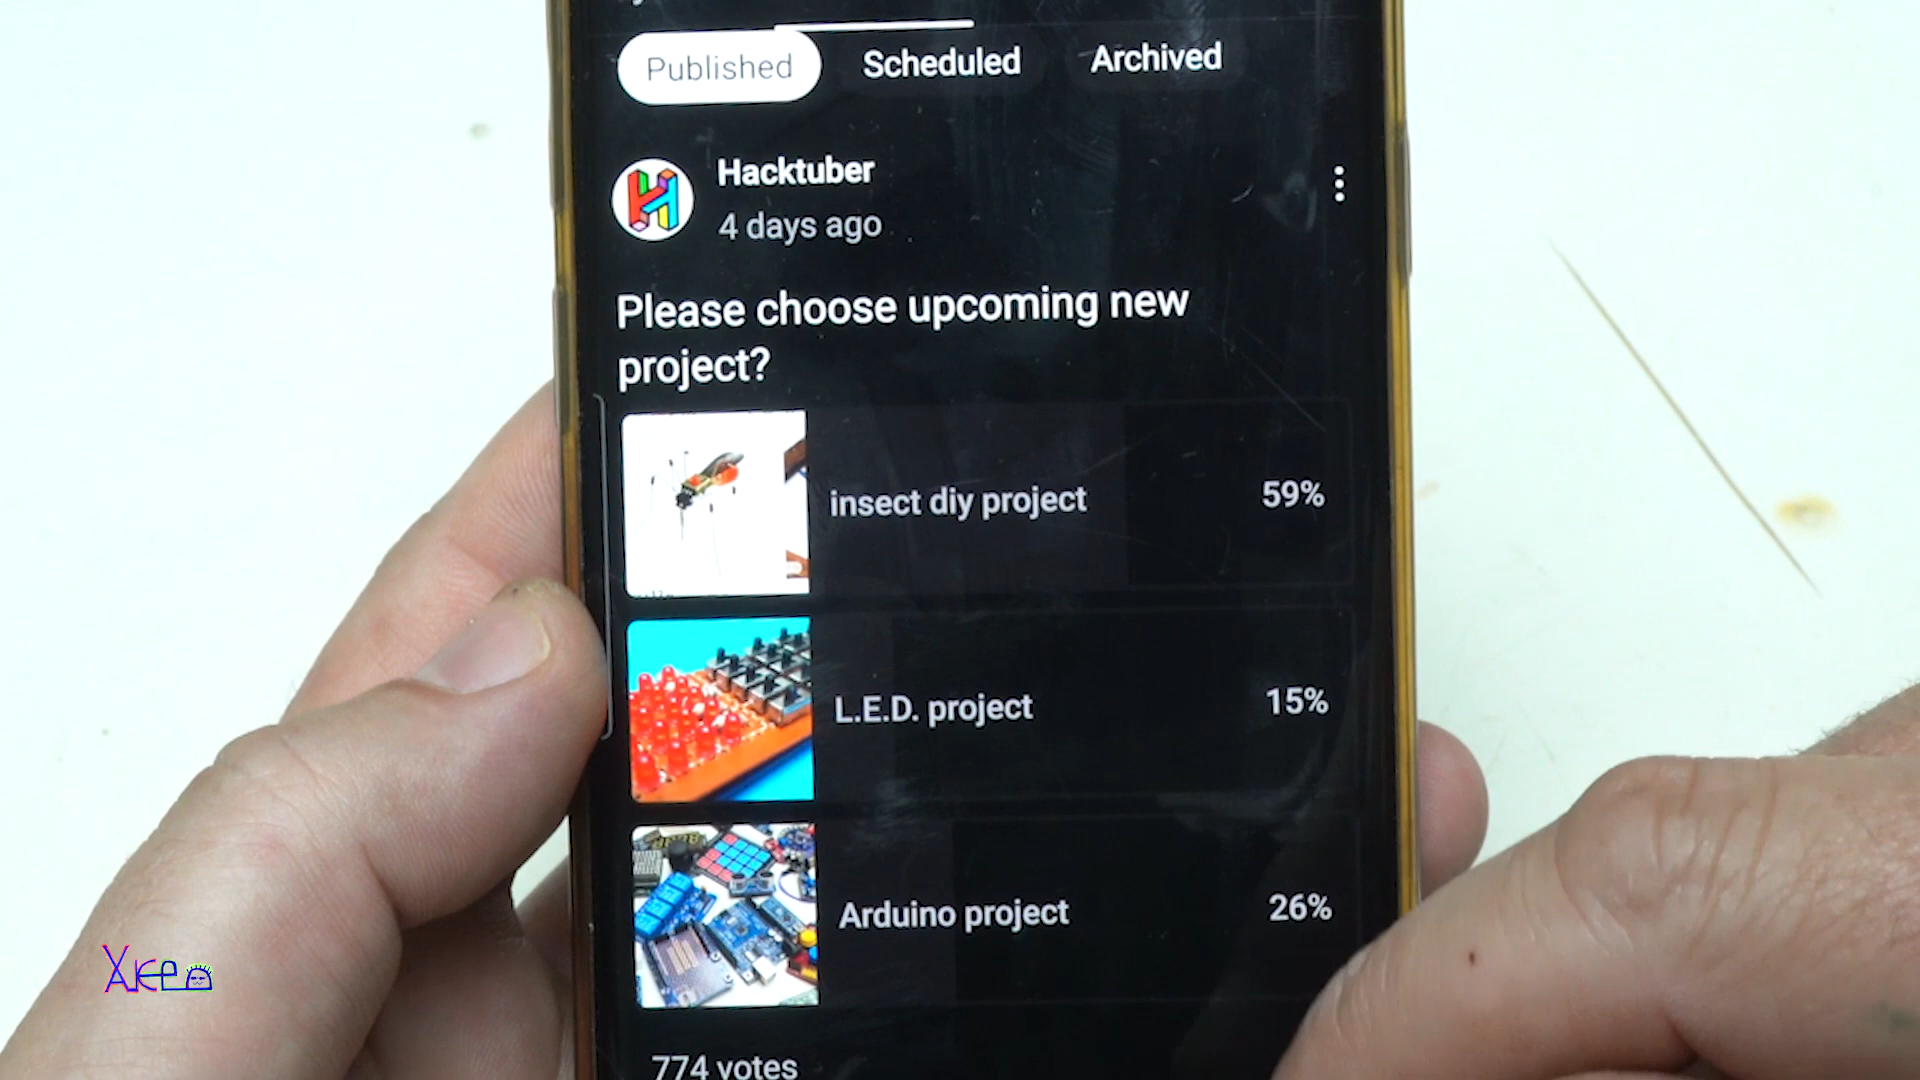 Published Scheduled Archived
Hacktuber
4 days ago
Please choose upcoming new
project?
insect diy project 59%
L.E.D. project 15%
Arduino project 26%
774 votes